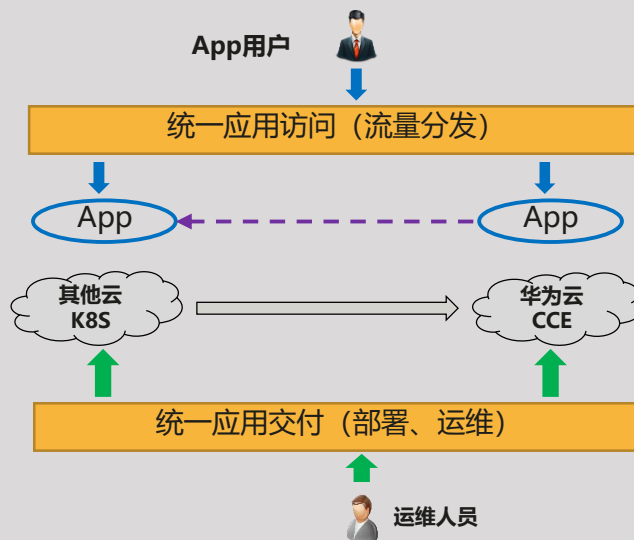 App用户
统一应用访问（流量分发）
App
App
其他云
K8S
华为云
CCE
统一应用交付（部署、运维）
运维人员